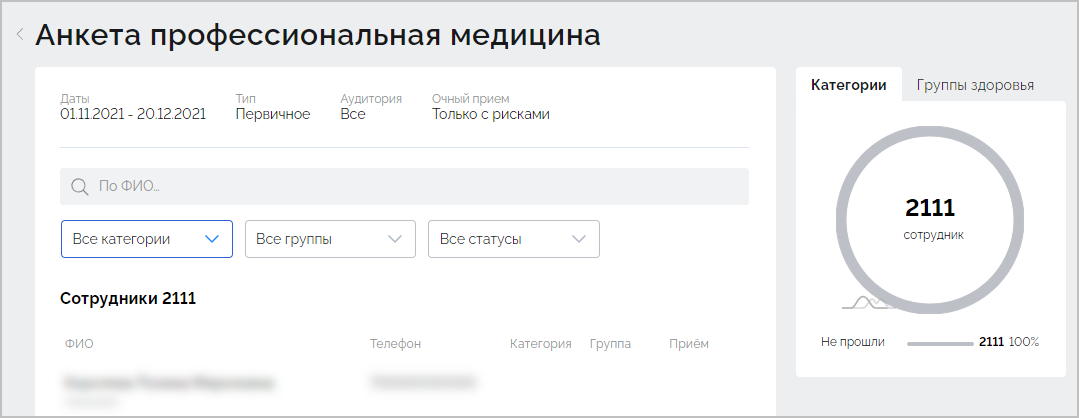 Анкета профессиональная медицина
Даты Тип Аудитория Очный прием
01.11.2021 - 20.12.2021 Первичное Все Только с рисками
По ФИО...
Все категории Все группы Все статусы
Сотрудники 2111
ФИО Телефон Категория Группа Приём
Категории Группы здоровья
2111
сотрудник
Не прошли 2111 100%